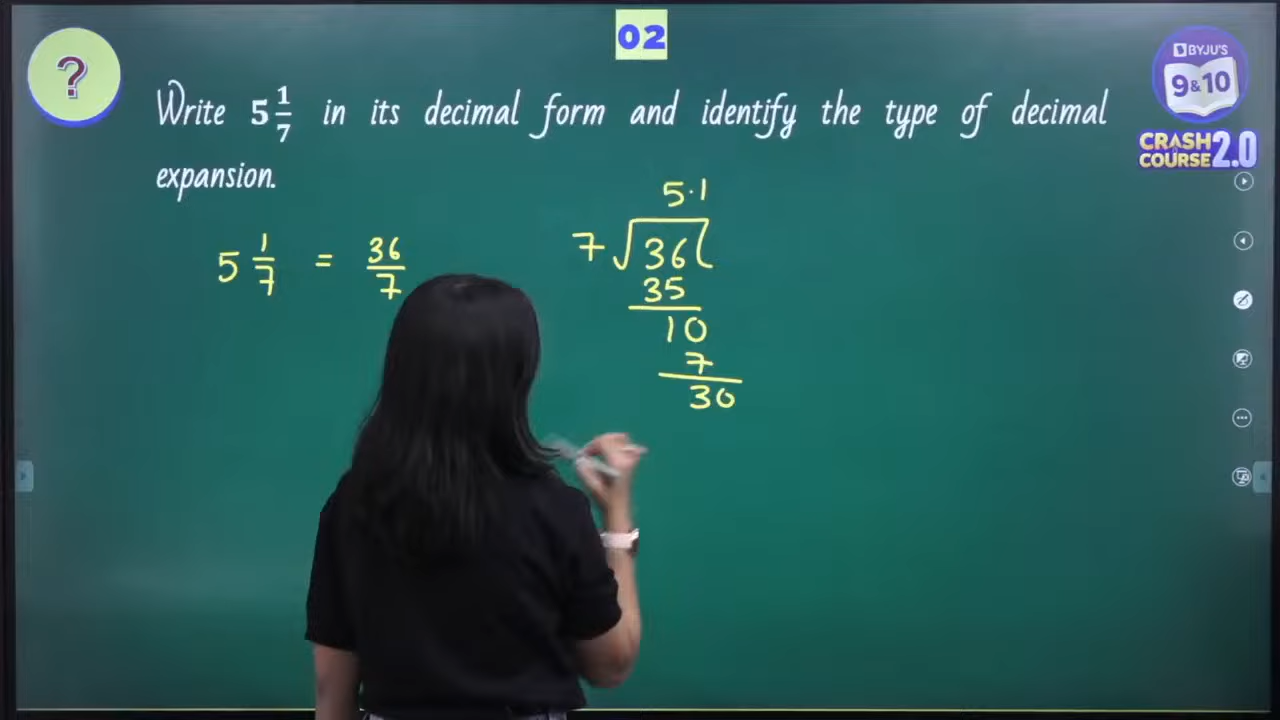 02
BYJU'S
9 & 10
CRASH COURSE 2.0
?
Write 5 1/7 in its decimal form and identify the type of decimal
expansion.
5 1/7 = 36/7
5.1
7 36
35
10
7
30